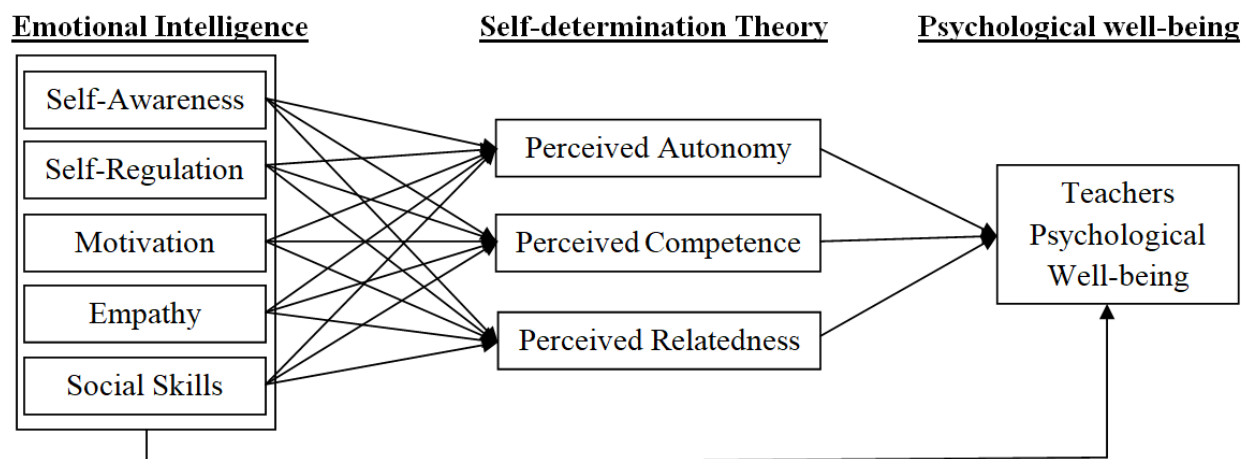 Emotional Intelligence
Self-determination Theory
Psychological well-being
Self-Awareness
Self-Regulation
Motivation
Empathy
Social Skills
Perceived Autonomy
Perceived Competence
Perceived Relatedness
Teachers
Psychological
Well-being